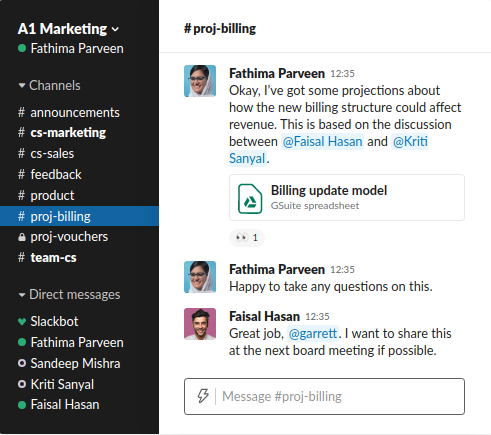 A1 Marketing
Fathima Parveen
Channels
# announcements
# cs-marketing
# cs-sales
# feedback
# product
# proj-billing
proj-vouchers
# team-cs
Direct messages
Slackbot
Fathima Parveen
Sandeep Mishra
Kriti Sanyal
Faisal Hasan
# proj-billing
Fathima Parveen 12:35
Okay, I've got some projections about
how the new billing structure could affect
revenue. This is based on the discussion
between @Faisal Hasan and @Kriti
Sanyal.
Billing update model
GSuite spreadsheet
👀 1
Fathima Parveen 12:35
Happy to take any questions on this.
Faisal Hasan 12:35
Great job, @garrett. I want to share this
at the next board meeting if possible.
Message #proj-billing